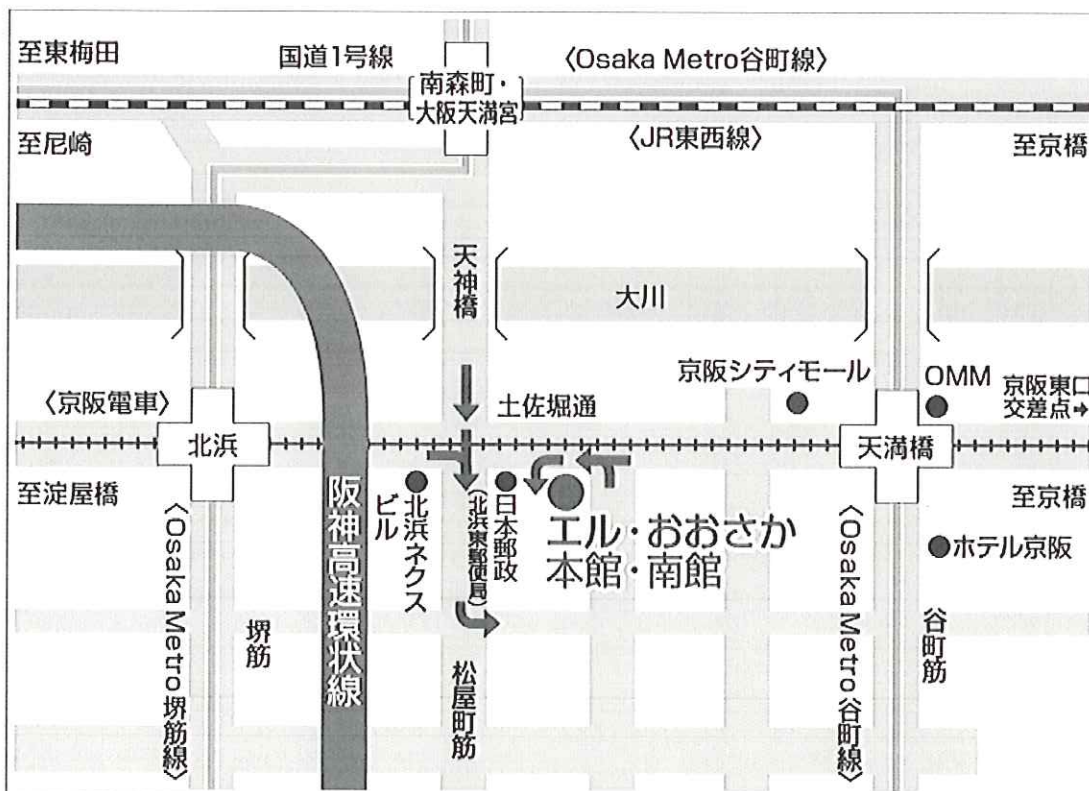 至東梅田
国道1号線
〈Osaka Metro谷町線〉
南森町・
大阪天満宮
至尼崎
〈JR東西線〉
至京橋
天神橋
大川
京阪シティモール
OMM
京阪東口
交差点→
〈京阪電車〉
土佐堀通
北浜
天満橋
至淀屋橋
至京橋
〈Osaka Metro堺筋線〉
堺筋
阪神高速環状線
北浜ネクス
ビル
日本郵政
(北浜東郵便局)
エル・おおさか
本館・南館
ホテル京阪
松屋町筋
〈Osaka Metro谷町線〉
谷町筋